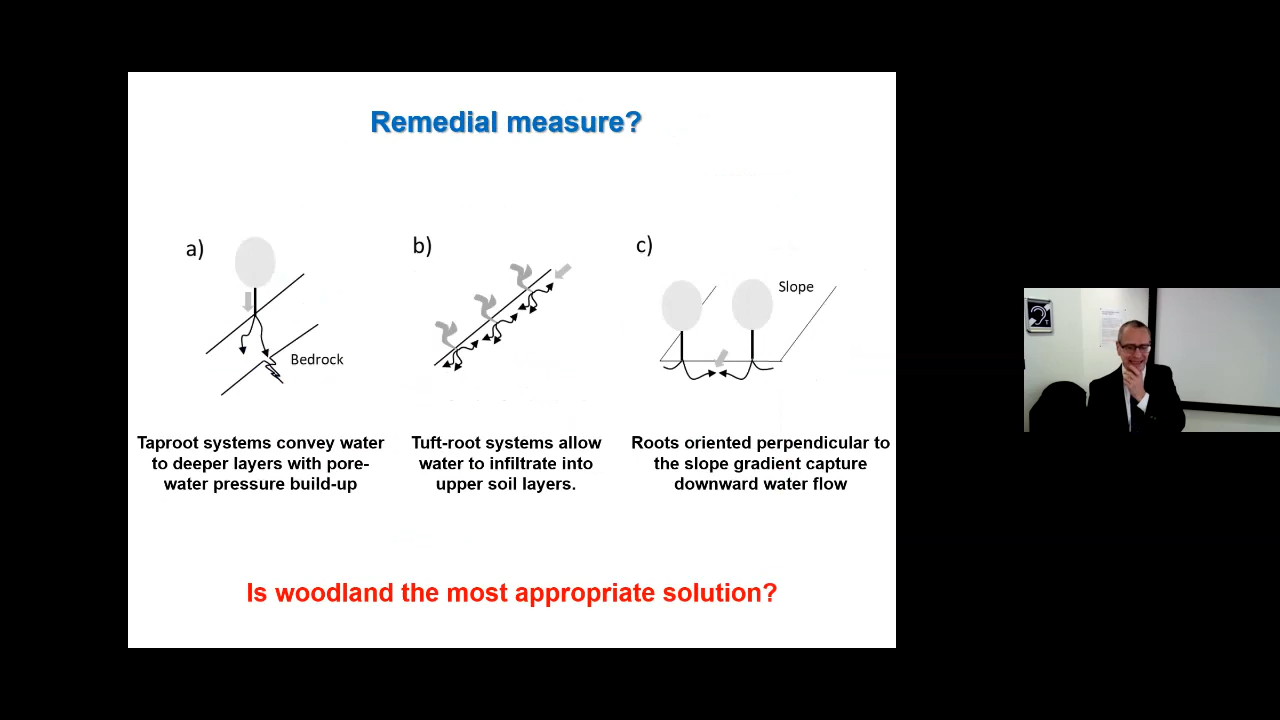 Remedial measure?
a)
b)
c)
Slope
Bedrock
Taproot systems convey water
to deeper layers with pore-
water pressure build-up
Tuft-root systems allow
water to infiltrate into
upper soil layers.
Roots oriented perpendicular to
the slope gradient capture
downward water flow
Is woodland the most appropriate solution?
T